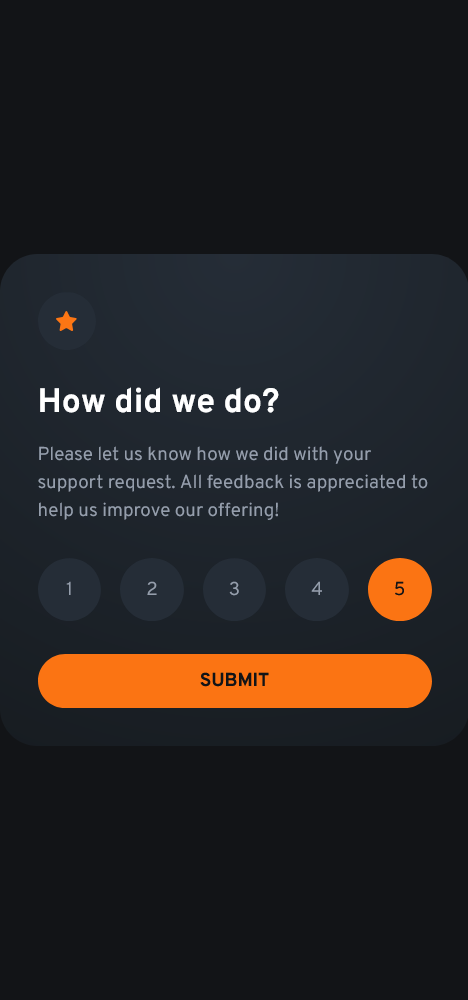 How did we do?
Please let us know how we did with your
support request. All feedback is appreciated to
help us improve our offering!
1 2 3 4 5
SUBMIT